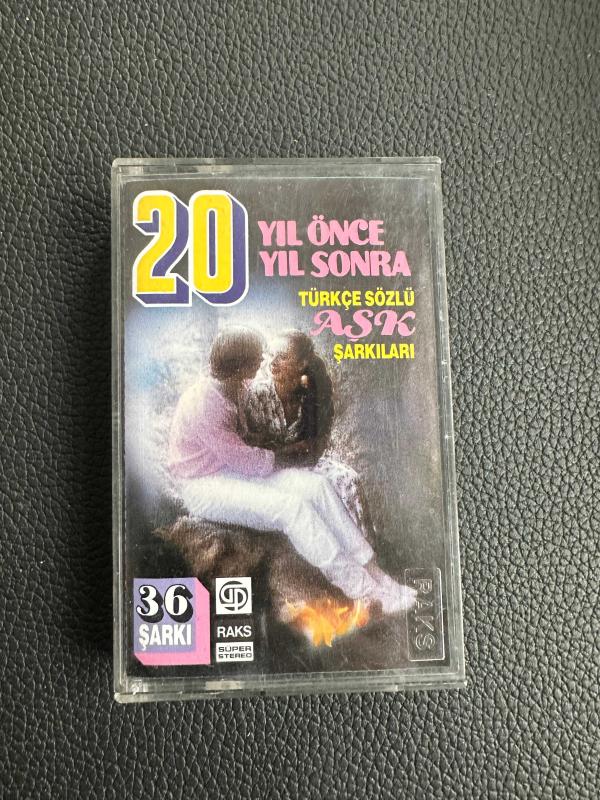 20 YIL ÖNCE
YIL SONRA
TÜRKÇE SÖZLÜ
AŞK
ŞARKILARI
36
ŞARKI
RAKS
SÜPER
STEREO
RAKS